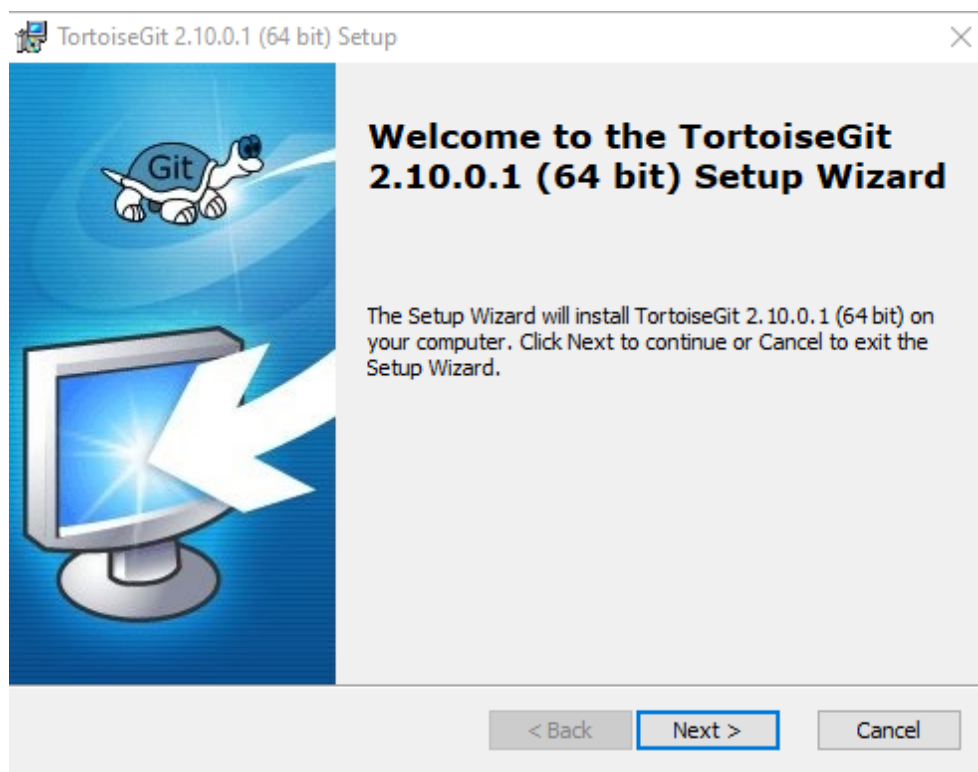 TortoiseGit 2.10.0.1 (64 bit) Setup
Git
Welcome to the TortoiseGit
2.10.0.1 (64 bit) Setup Wizard
The Setup Wizard will install TortoiseGit 2.10.0.1 (64 bit) on
your computer. Click Next to continue or Cancel to exit the
Setup Wizard.
< Back
Next >
Cancel